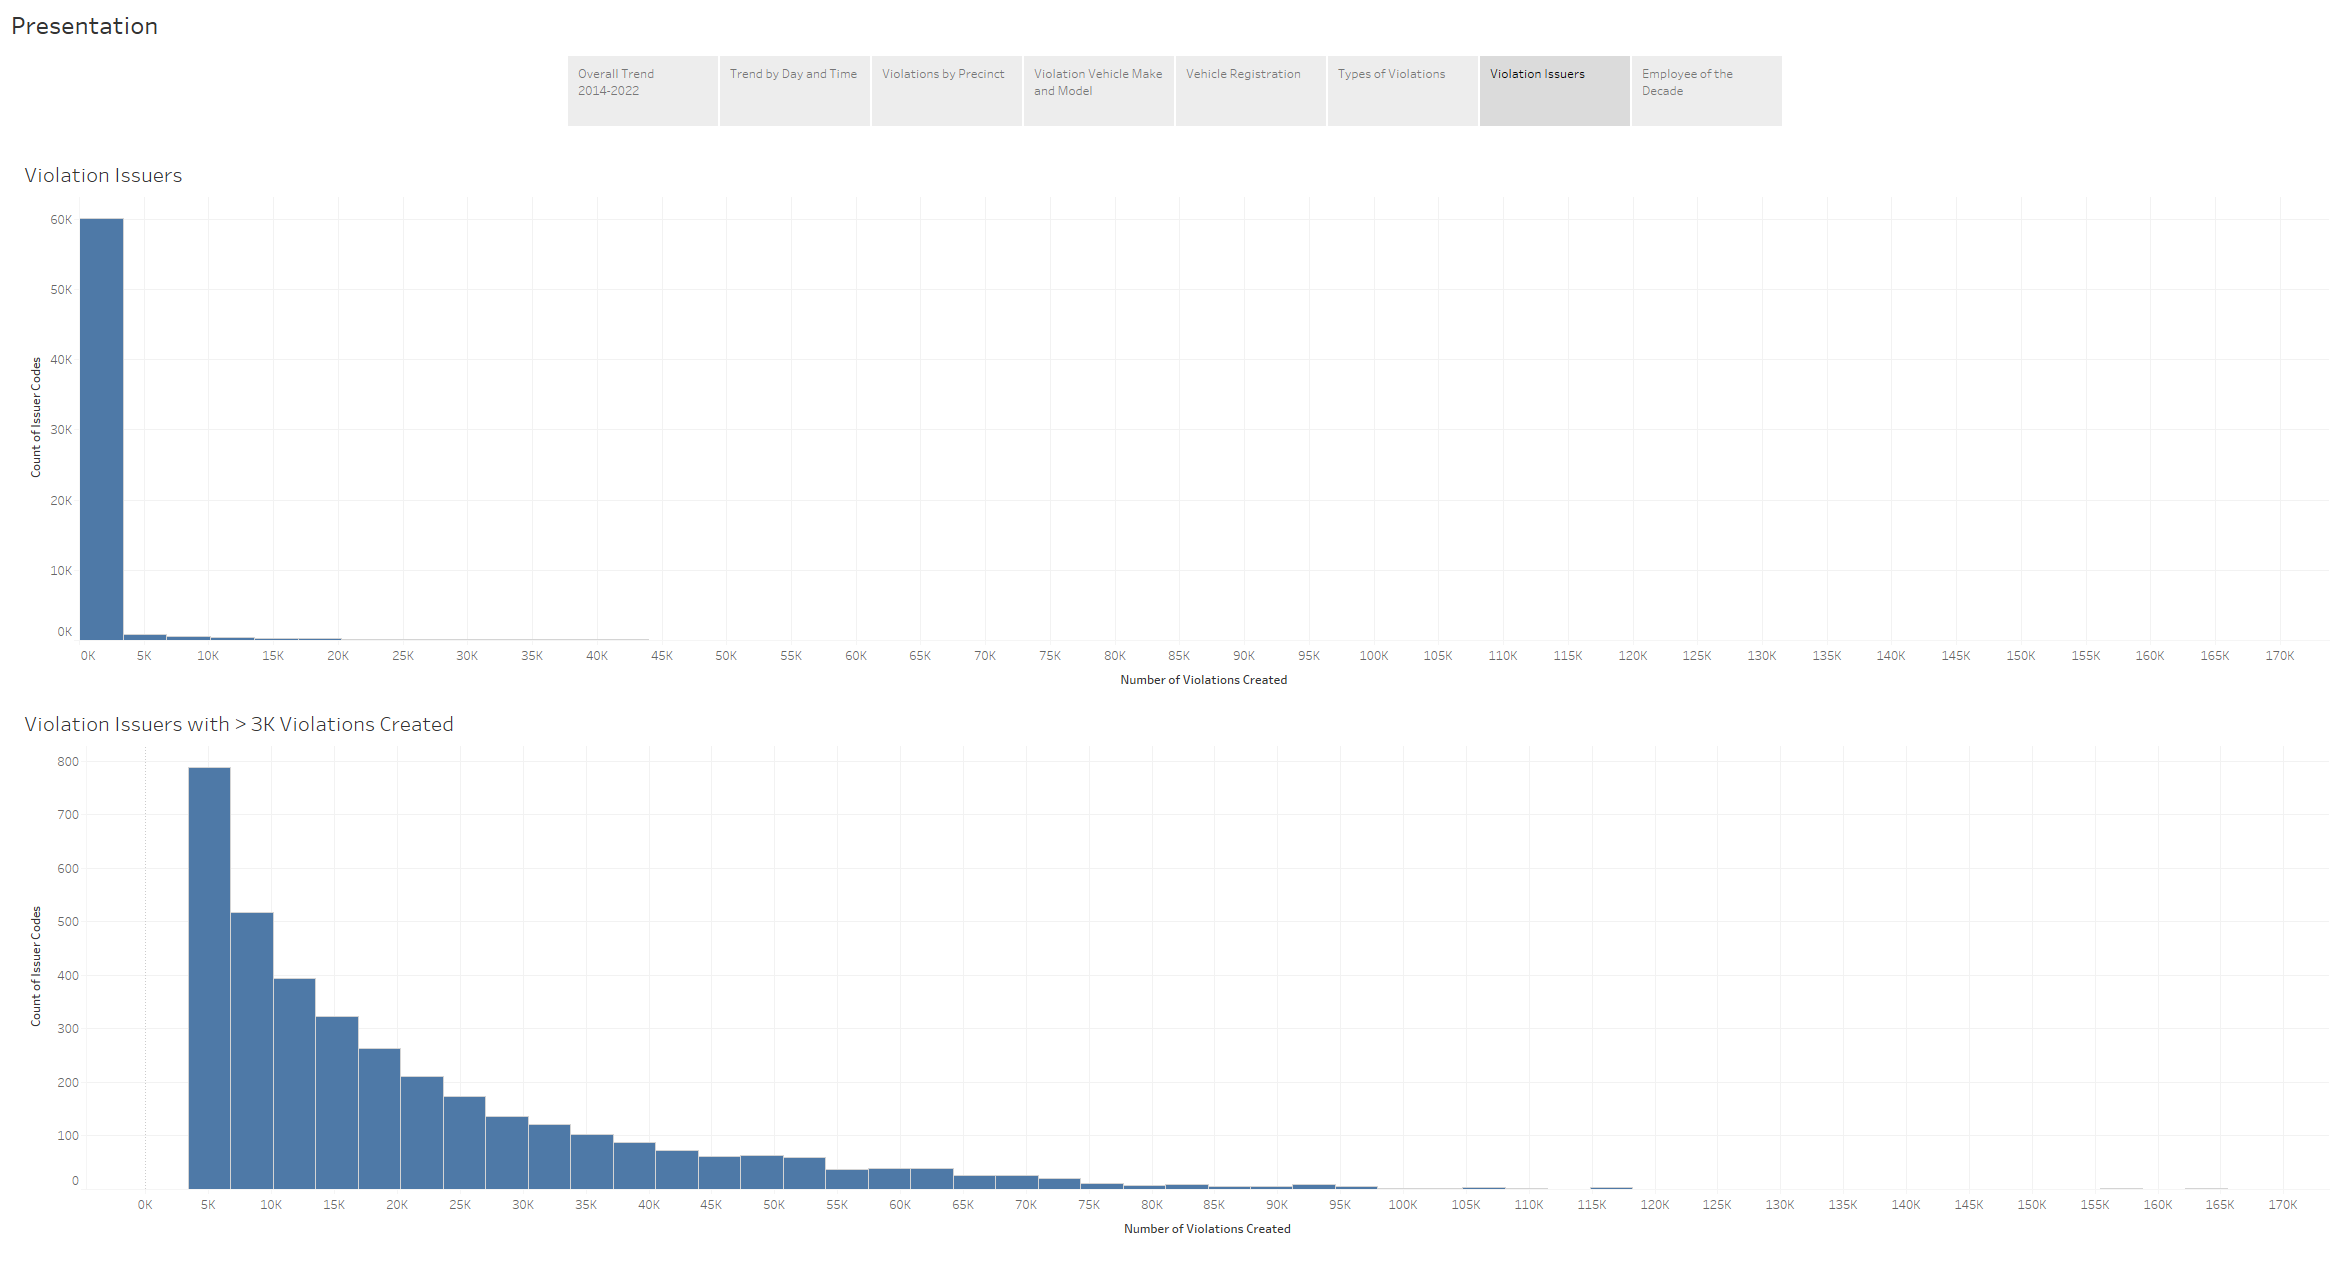 Presentation
Overall Trend
2014-2022
Trend by Day and Time
Violations by Precinct
Violation Vehicle Make
and Model
Vehicle Registration
Types of Violations
Violation Issuers
Employee of the
Decade
Violation Issuers
60K
50K
40K
30K
20K
10K
0K
Count of Issuer Codes
0K 5K 10K 15K 20K 25K 30K 35K 40K 45K 50K 55K 60K 65K 70K 75K 80K 85K 90K 95K 100K 105K 110K 115K 120K 125K 130K 135K 140K 145K 150K 155K 160K 165K 170K
Number of Violations Created
Violation Issuers with > 3K Violations Created
800
700
600
500
400
300
200
100
0
Count of Issuer Codes
0K 5K 10K 15K 20K 25K 30K 35K 40K 45K 50K 55K 60K 65K 70K 75K 80K 85K 90K 95K 100K 105K 110K 115K 120K 125K 130K 135K 140K 145K 150K 155K 160K 165K 170K
Number of Violations Created